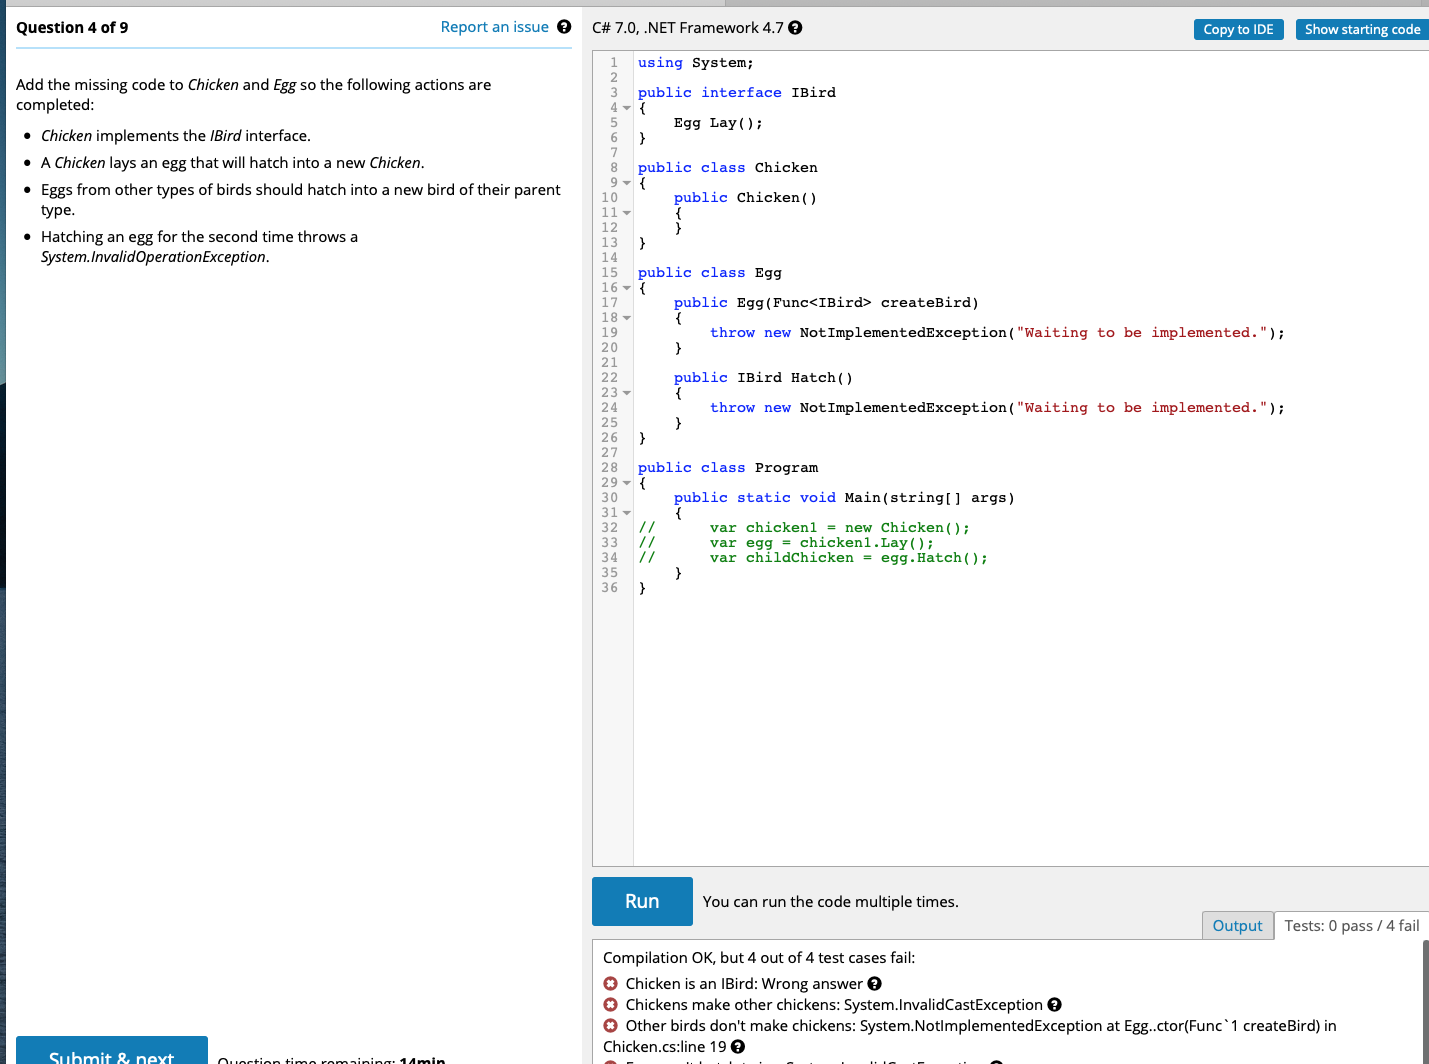 Question 4 of 9
Report an issue
Add the missing code to Chicken and Egg so the following actions are
completed:
• Chicken implements the IBird interface.
• A Chicken lays an egg that will hatch into a new Chicken.
• Eggs from other types of birds should hatch into a new bird of their parent
type.
• Hatching an egg for the second time throws a
System.InvalidOperationException.
Submit & next
Question time remaining: 14min
C# 7.0, .NET Framework 4.7
Copy to IDE
Show starting code
1 using System;
2
3 public interface IBird
4 {
5     Egg Lay();
6 }
7
8 public class Chicken
9 {
10     public Chicken()
11     {
12     }
13 }
14
15 public class Egg
16 {
17     public Egg(Func<IBird> createBird)
18     {
19         throw new NotImplementedException("Waiting to be implemented.");
20     }
21
22     public IBird Hatch()
23     {
24         throw new NotImplementedException("Waiting to be implemented.");
25     }
26 }
27
28 public class Program
29 {
30     public static void Main(string[] args)
31     {
32 //      var chicken1 = new Chicken();
33 //      var egg = chicken1.Lay();
34 //      var childChicken = egg.Hatch();
35     }
36 }
Run
You can run the code multiple times.
Output
Tests: 0 pass / 4 fail
Compilation OK, but 4 out of 4 test cases fail:
Chicken is an IBird: Wrong answer
Chickens make other chickens: System.InvalidCastException
Other birds don't make chickens: System.NotImplementedException at Egg..ctor(Func`1 createBird) in
Chicken.cs:line 19